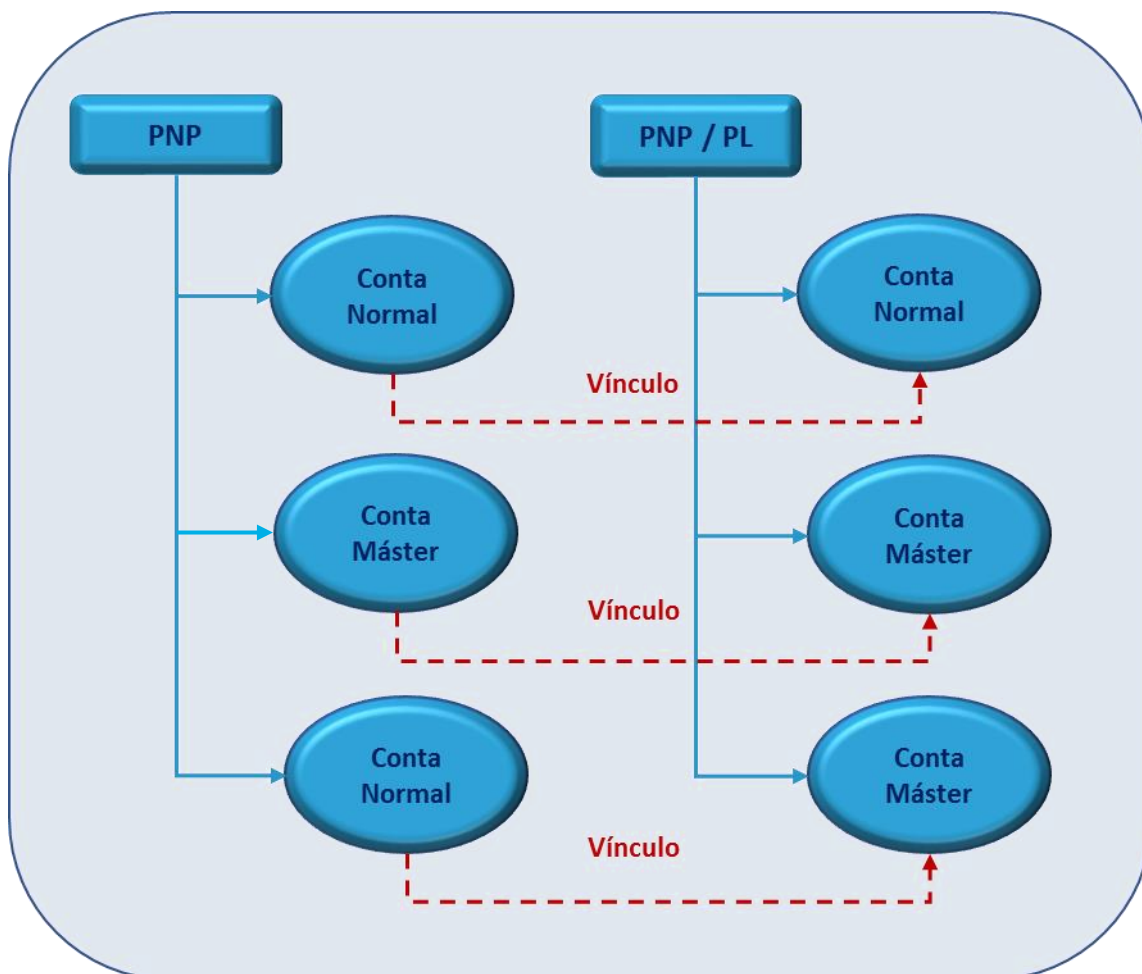 PNP
PNP / PL
Conta
Normal
Conta
Normal
Vínculo
Conta
Máster
Conta
Máster
Vínculo
Conta
Normal
Conta
Máster
Vínculo